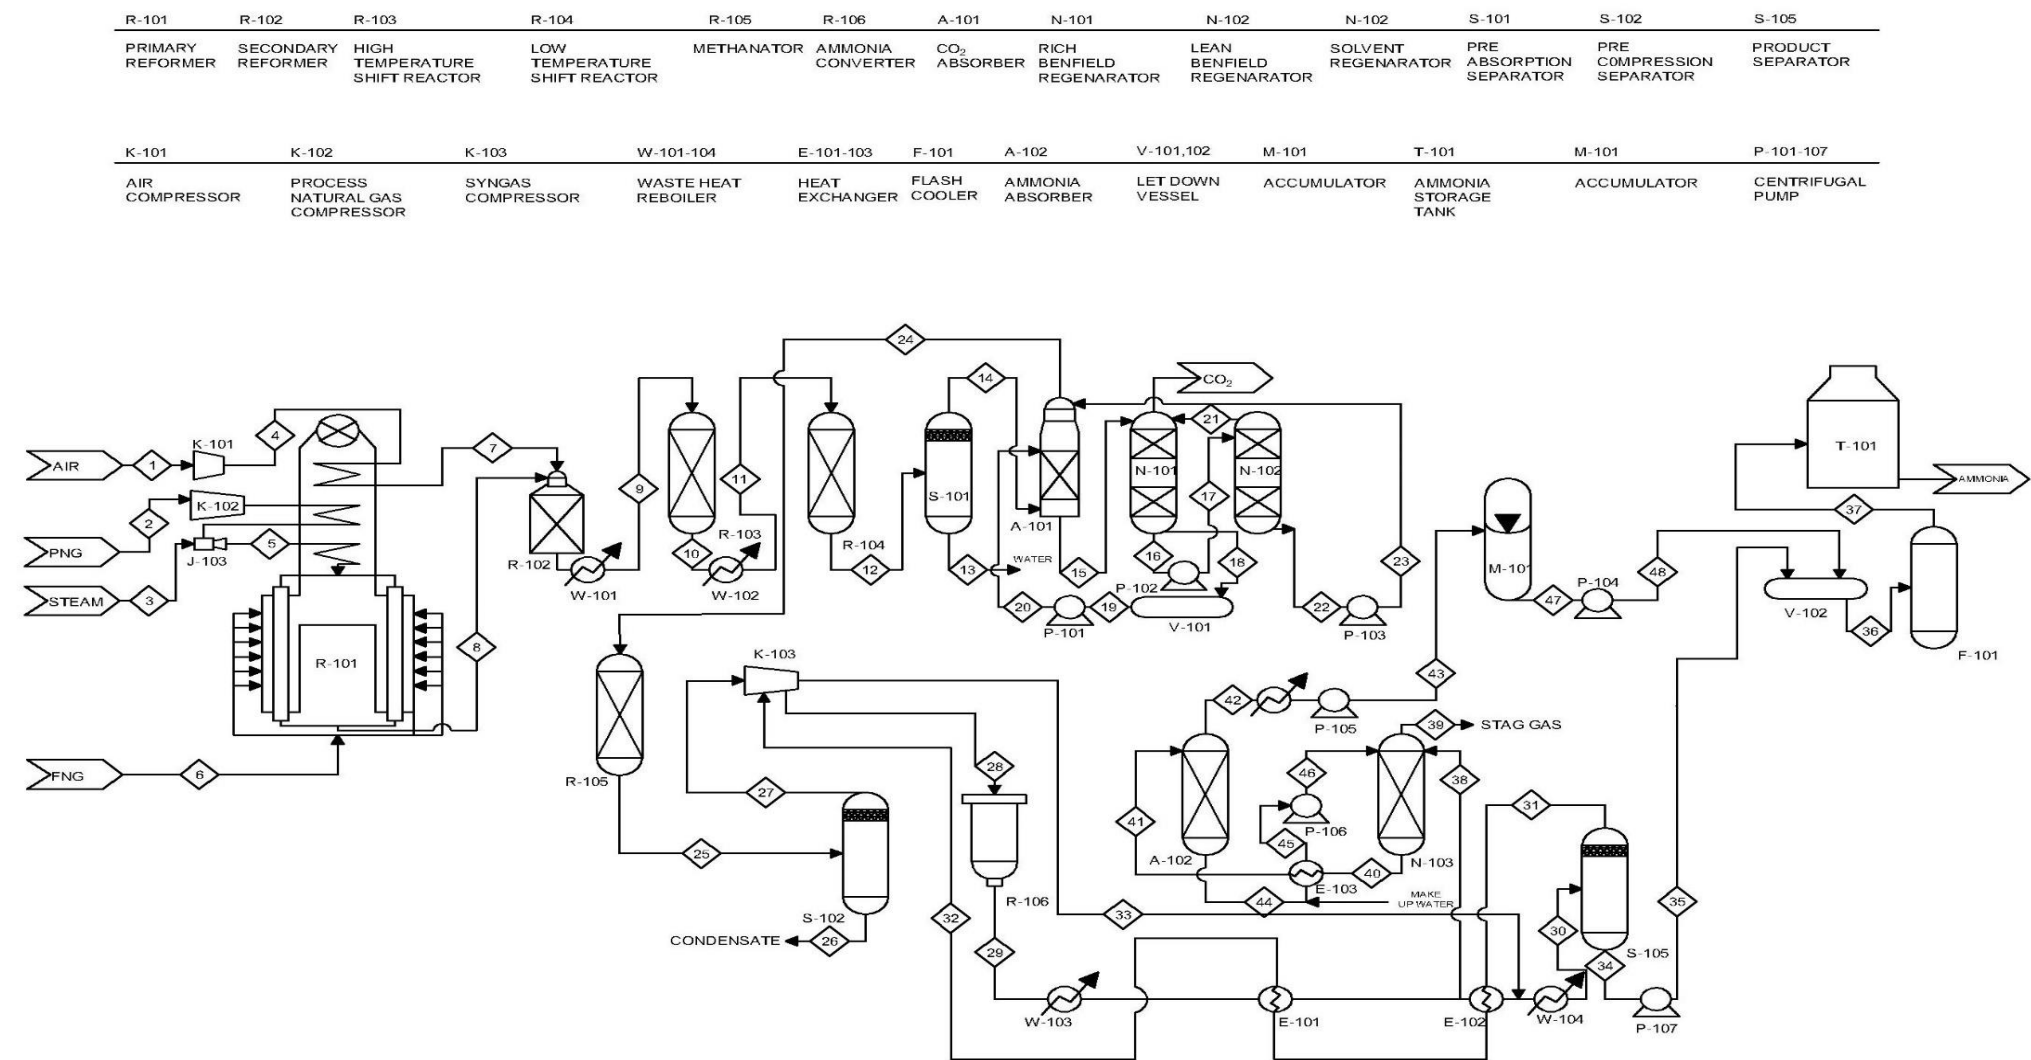 R-101 R-102 R-103 R-104 R-105 R-106 A-101 N-101 N-102 N-102 S-101 S-102 S-105
PRIMARY SECONDARY HIGH LOW METHANATOR AMMONIA CO₂ RICH LEAN SOLVENT PRE PRE PRODUCT
REFORMER REFORMER TEMPERATURE TEMPERATURE CONVERTER ABSORBER BENFIELD BENFIELD REGENARATOR ABSORPTION C0MPRESSION SEPARATOR
SHIFT REACTOR SHIFT REACTOR REGENARATOR REGENARATOR SEPARATOR SEPARATOR
K-101 K-102 K-103 W-101-104 E-101-103 F-101 A-102 V-101,102 M-101 T-101 M-101 P-101-107
AIR PROCESS SYNGAS WASTE HEAT HEAT FLASH AMMONIA LET DOWN ACCUMULATOR AMMONIA ACCUMULATOR CENTRIFUGAL
COMPRESSOR NATURAL GAS COMPRESSOR REBOILER EXCHANGER COOLER ABSORBER VESSEL STORAGE PUMP
COMPRESSOR TANK
24
14
CO₂
21
4
K-101
7
AIR
1
K-102
2
PNG
J-103
5
STEAM
3
R-101
8
FNG
6
9
11
R-102
W-101
10
R-103
W-102
R-104
12
S-101
13
WATER
A-101
15
N-101
N-102
17
16
P-102
18
20
P-101
19
V-101
22
P-103
23
M-101
47
P-104
48
T-101
AMMONIA
37
V-102
36
F-101
K-103
R-105
27
25
S-102
CONDENSATE
26
28
R-106
32
29
33
W-103
E-101
E-102
W-104
42
P-105
43
39
STAG GAS
41
A-102
46
P-106
45
N-103
38
40
E-103
44
MAKE
UP WATER
31
30
S-105
34
35
P-107